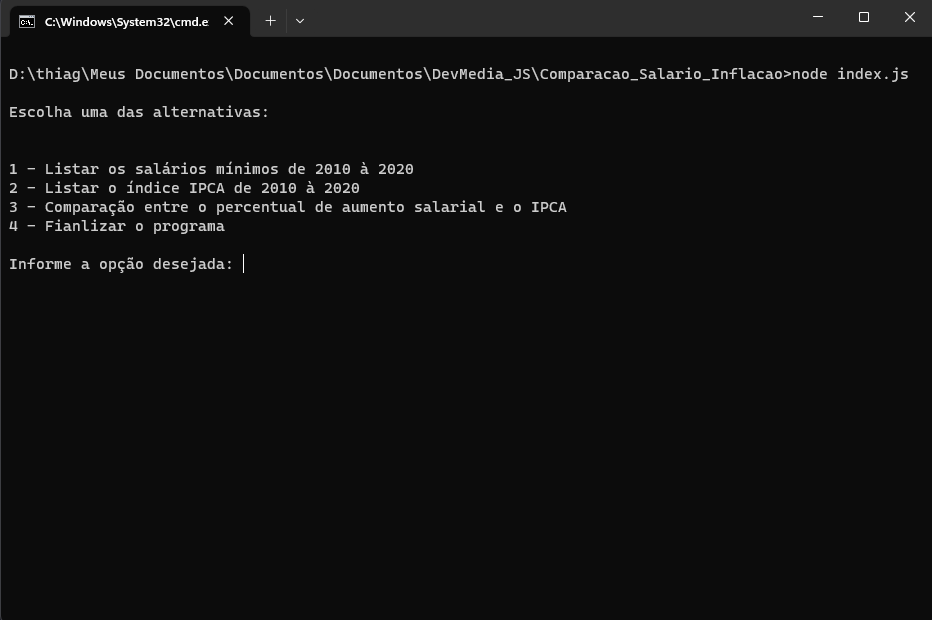 C:\Windows\System32\cmd.e
D:\thiag\Meus Documentos\Documentos\Documentos\DevMedia_JS\Comparacao_Salario_Inflacao>node index.js
Escolha uma das alternativas:
1 - Listar os salários mínimos de 2010 à 2020
2 - Listar o índice IPCA de 2010 à 2020
3 - Comparação entre o percentual de aumento salarial e o IPCA
4 - Fianlizar o programa
Informe a opção desejada: